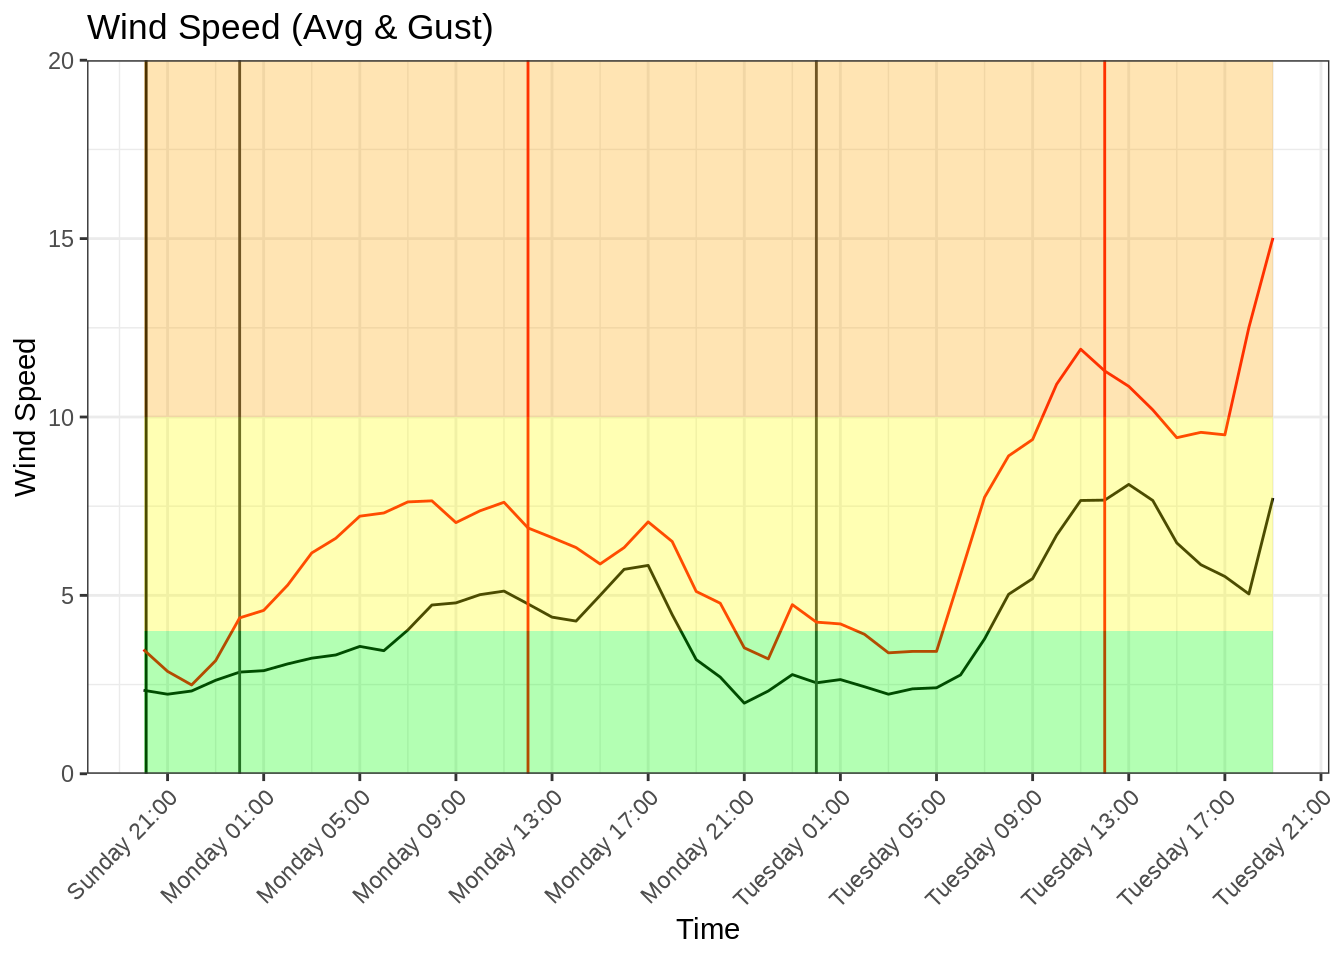 Wind Speed (Avg & Gust)
20
15
10
5
0
Wind Speed
Sunday 21:00
Monday 01:00
Monday 05:00
Monday 09:00
Monday 13:00
Monday 17:00
Monday 21:00
Tuesday 01:00
Tuesday 05:00
Tuesday 09:00
Tuesday 13:00
Tuesday 17:00
Tuesday 21:00
Time